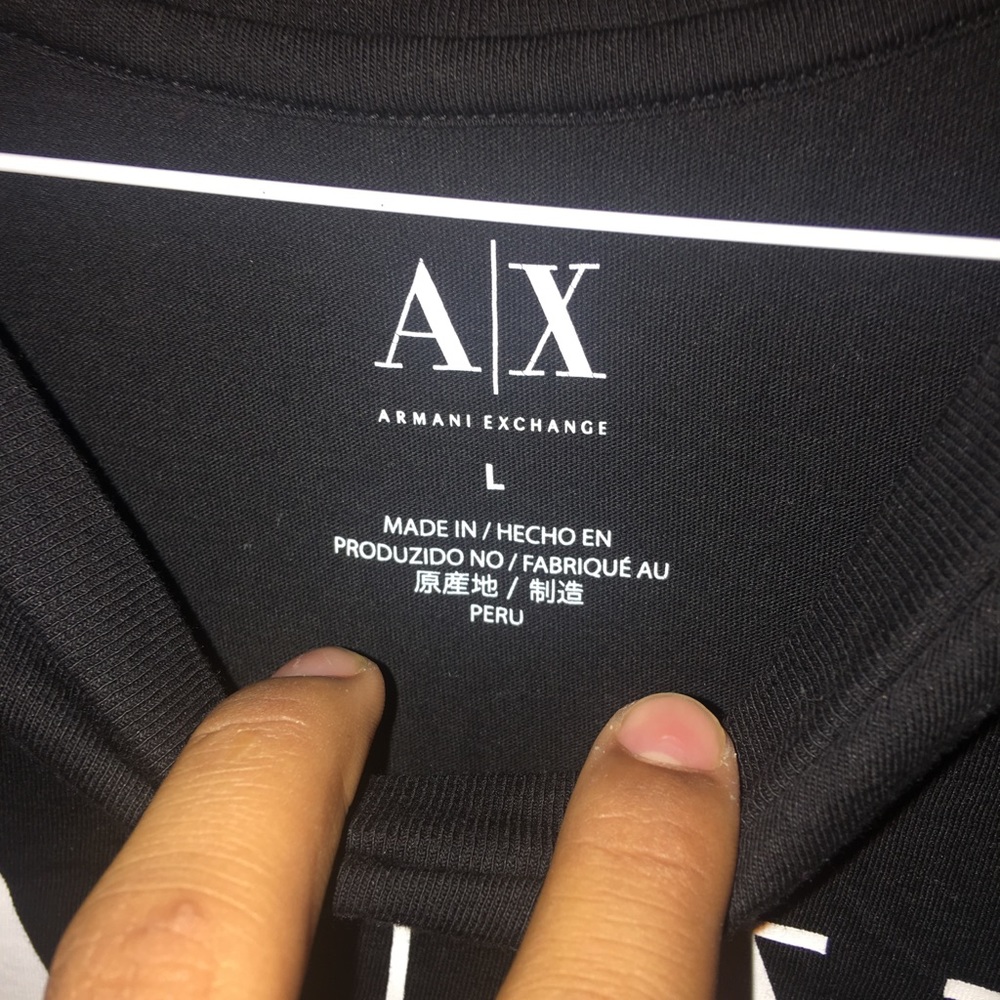 A|X
ARMANI EXCHANGE
L
MADE IN / HECHO EN
PRODUZIDO NO / FABRIQUÉ AU
原産地 / 制造
PERU